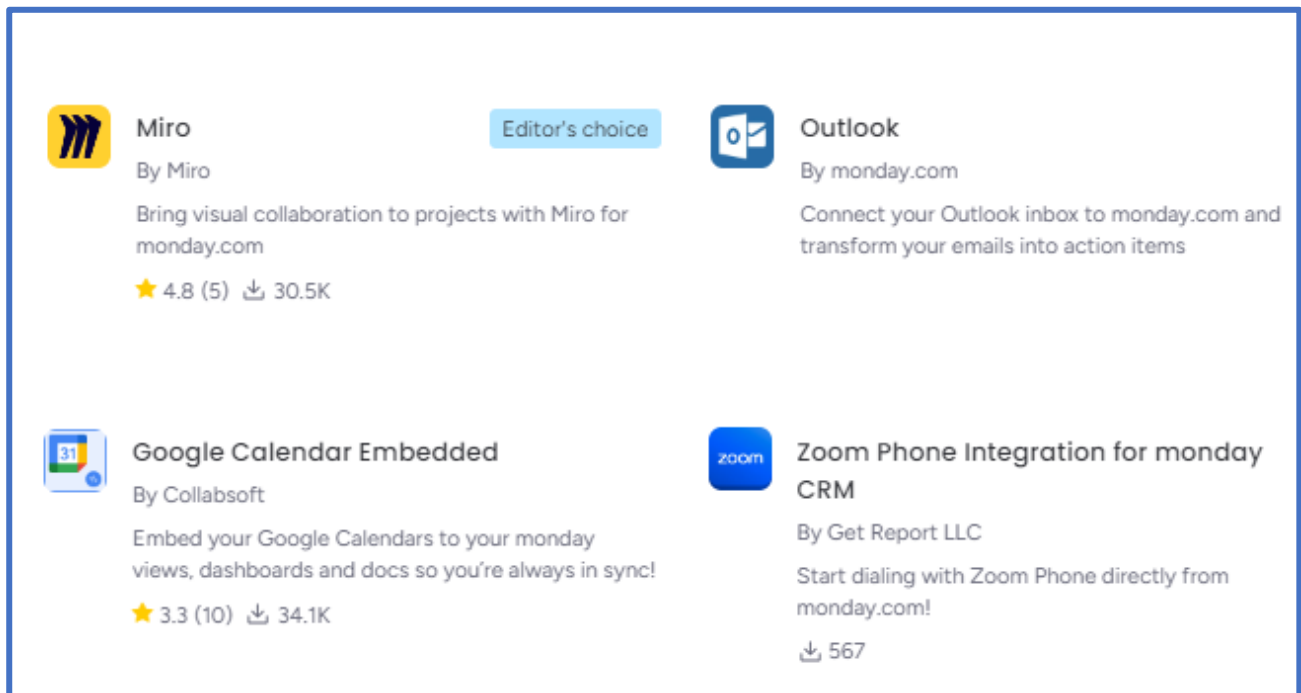 Miro
Editor's choice
By Miro
Bring visual collaboration to projects with Miro for
monday.com
4.8 (5) 30.5K
Outlook
By monday.com
Connect your Outlook inbox to monday.com and
transform your emails into action items
31
Google Calendar Embedded
By Collabsoft
Embed your Google Calendars to your monday
views, dashboards and docs so you're always in sync!
3.3 (10) 34.1K
zoom
Zoom Phone Integration for monday
CRM
By Get Report LLC
Start dialing with Zoom Phone directly from
monday.com!
567